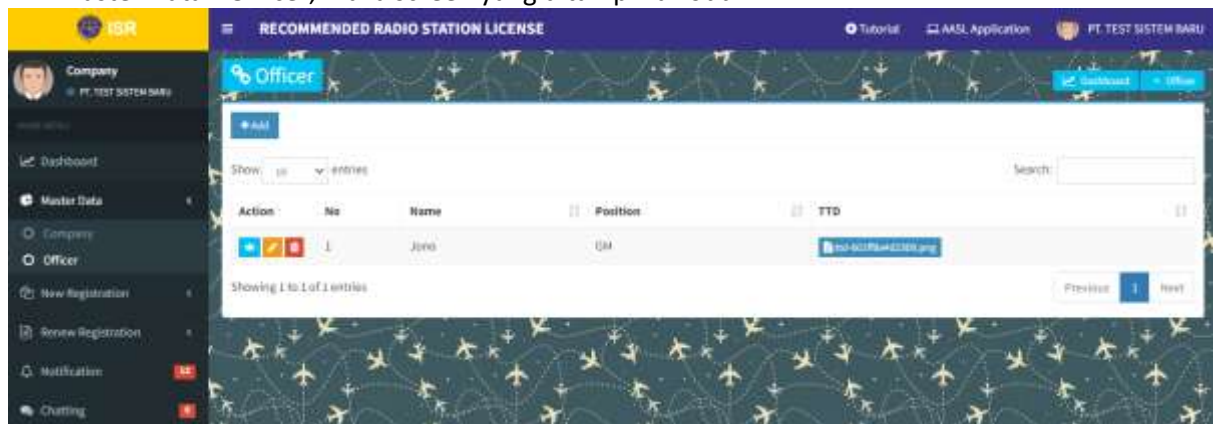 ISR
RECOMMENDED RADIO STATION LICENSE
Tutorial
AASL Application
PT. TEST SISTEM BARU
Company
PT. TEST SISTEM BARU
Officer
Dashboard
Officer
Add
Dashboard
Show 10 entries
Search:
Master Data
Action No Name Position TTD
Company
1 Jono GM
Officer
Showing 1 to 1 of 1 entries
Previous 1 Next
New Registration
Renew Registration
Notification
Chatting